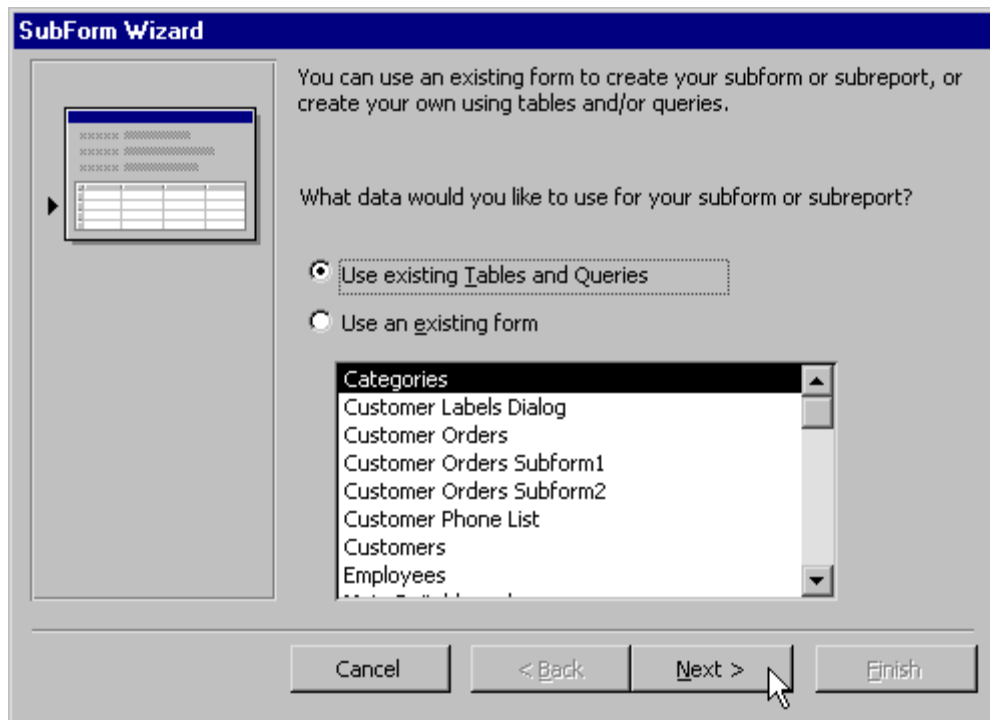 SubForm Wizard
You can use an existing form to create your subform or subreport, or
create your own using tables and/or queries.
What data would you like to use for your subform or subreport?
Use existing Tables and Queries
Use an existing form
Categories
Customer Labels Dialog
Customer Orders
Customer Orders Subform1
Customer Orders Subform2
Customer Phone List
Customers
Employees
Cancel
< Back
Next >
Finish